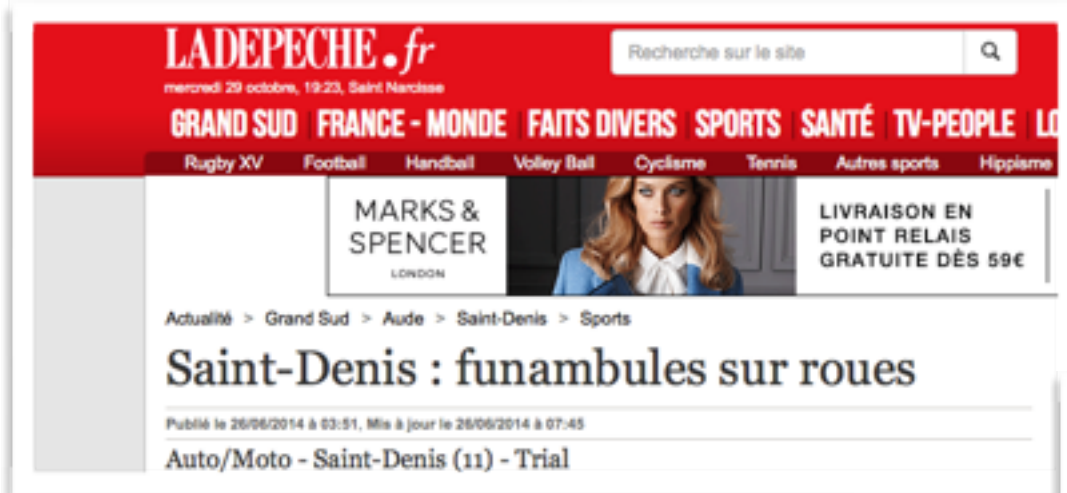 LADEPECHE.fr
Recherche sur le site
mercredi 29 octobre, 19:23, Saint Narcisse
GRAND SUD FRANCE - MONDE FAITS DIVERS SPORTS SANTÉ TV-PEOPLE LO
Rugby XV Football Handball Volley Ball Cyclisme Tennis Autres sports Hippisme
MARKS &
SPENCER
LONDON
LIVRAISON EN
POINT RELAIS
GRATUITE DÈS 59€
Actualité > Grand Sud > Aude > Saint-Denis > Sports
Saint-Denis : funambules sur roues
Publié le 26/06/2014 à 03:51, Mis à jour le 26/06/2014 à 07:45
Auto/Moto - Saint-Denis (11) - Trial